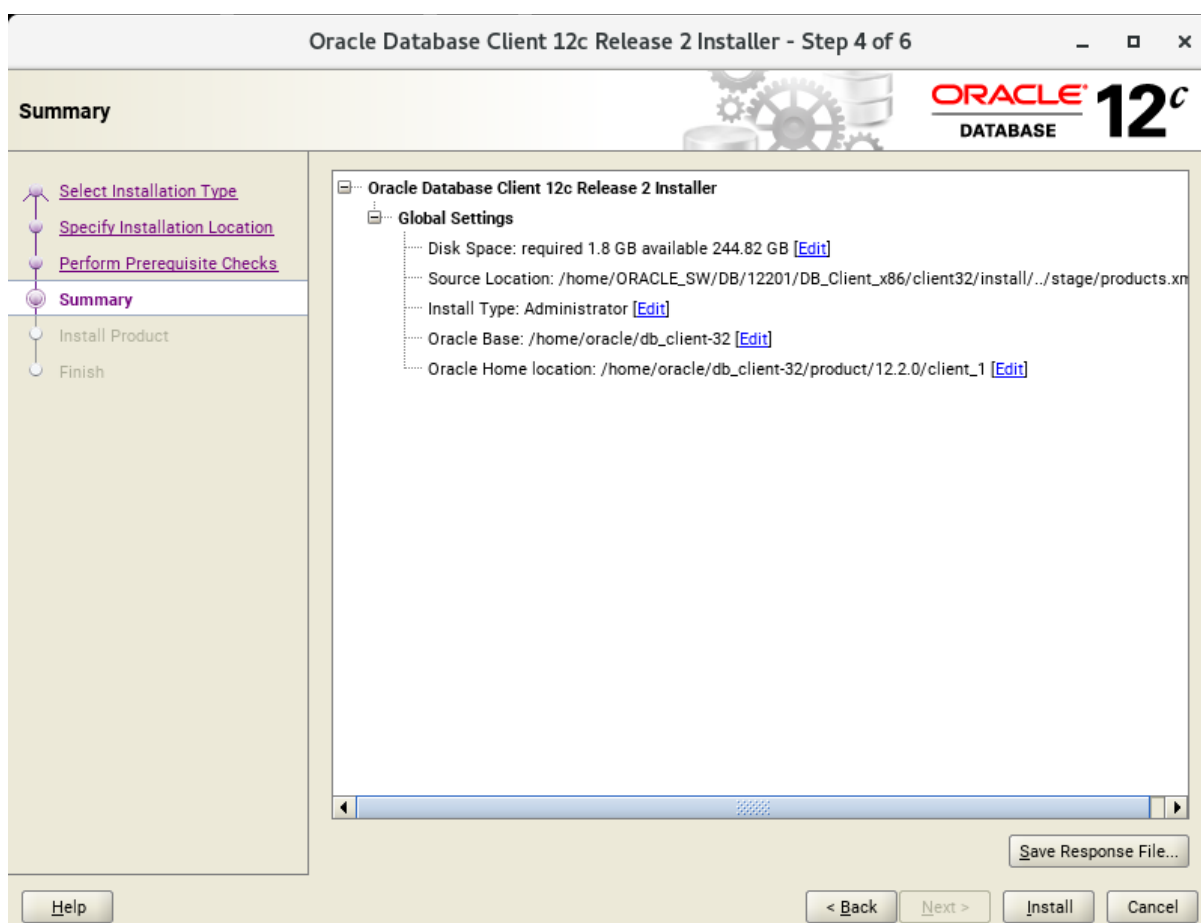 Oracle Database Client 12c Release 2 Installer - Step 4 of 6
Summary
ORACLE
DATABASE
12c
Select Installation Type
Specify Installation Location
Perform Prerequisite Checks
Summary
Install Product
Finish
Oracle Database Client 12c Release 2 Installer
Global Settings
Disk Space: required 1.8 GB available 244.82 GB [Edit]
Source Location: /home/ORACLE_SW/DB/12201/DB_Client_x86/client32/install/../stage/products.xm
Install Type: Administrator [Edit]
Oracle Base: /home/oracle/db_client-32 [Edit]
Oracle Home location: /home/oracle/db_client-32/product/12.2.0/client_1 [Edit]
Save Response File...
Help
< Back
Next >
Install
Cancel